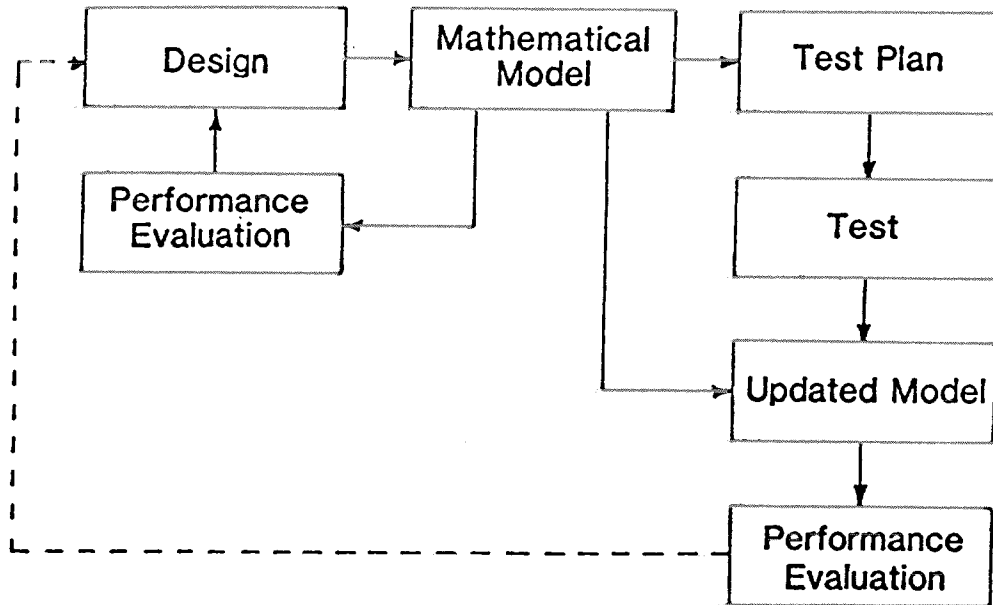 Design
Mathematical
Model
Test Plan
Performance
Evaluation
Test
Updated Model
Performance
Evaluation